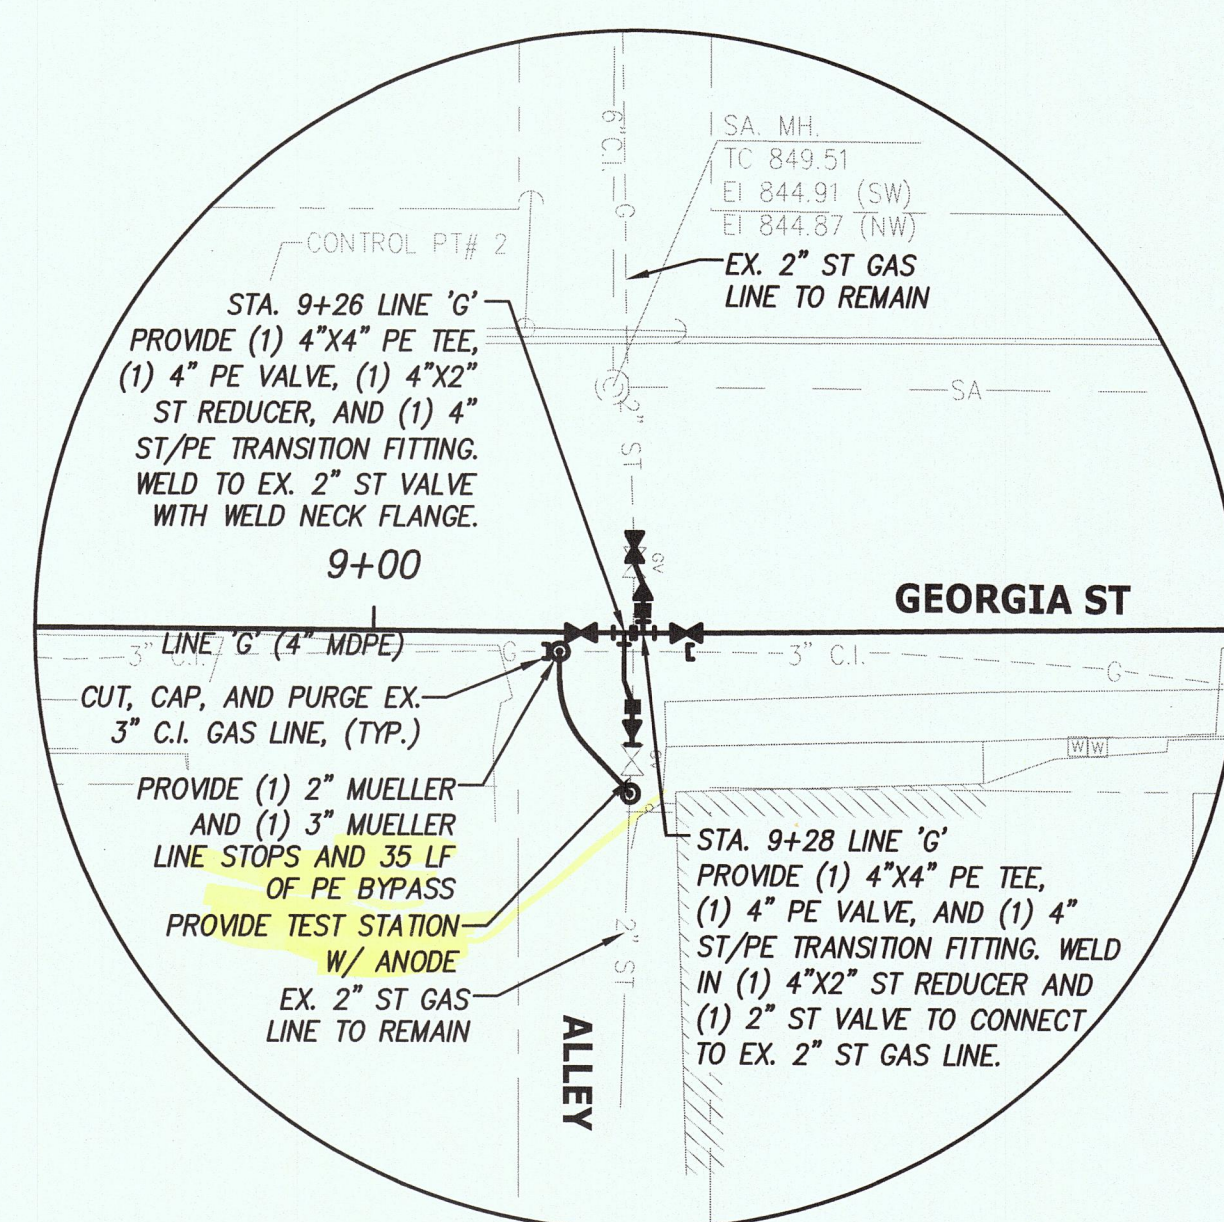 6" C.I.
G
SA. MH.
TC 849.51
EI 844.91 (SW)
EI 844.87 (NW)
CONTROL PT# 2
EX. 2" ST GAS
LINE TO REMAIN
STA. 9+26 LINE 'G'
PROVIDE (1) 4"X4" PE TEE,
(1) 4" PE VALVE, (1) 4"X2"
ST REDUCER, AND (1) 4"
ST/PE TRANSITION FITTING.
WELD TO EX. 2" ST VALVE
WITH WELD NECK FLANGE.
SA
2" ST
GV
9+00
GEORGIA ST
LINE 'G' (4" MDPE)
3" C.I.
G
3" C.I.
G
CUT, CAP, AND PURGE EX.
3" C.I. GAS LINE, (TYP.)
GV
W W
PROVIDE (1) 2" MUELLER
AND (1) 3" MUELLER
LINE STOPS AND 35 LF
OF PE BYPASS
PROVIDE TEST STATION
W/ ANODE
EX. 2" ST GAS
LINE TO REMAIN
2" ST
ALLEY
STA. 9+28 LINE 'G'
PROVIDE (1) 4"X4" PE TEE,
(1) 4" PE VALVE, AND (1) 4"
ST/PE TRANSITION FITTING. WELD
IN (1) 4"X2" ST REDUCER AND
(1) 2" ST VALVE TO CONNECT
TO EX. 2" ST GAS LINE.